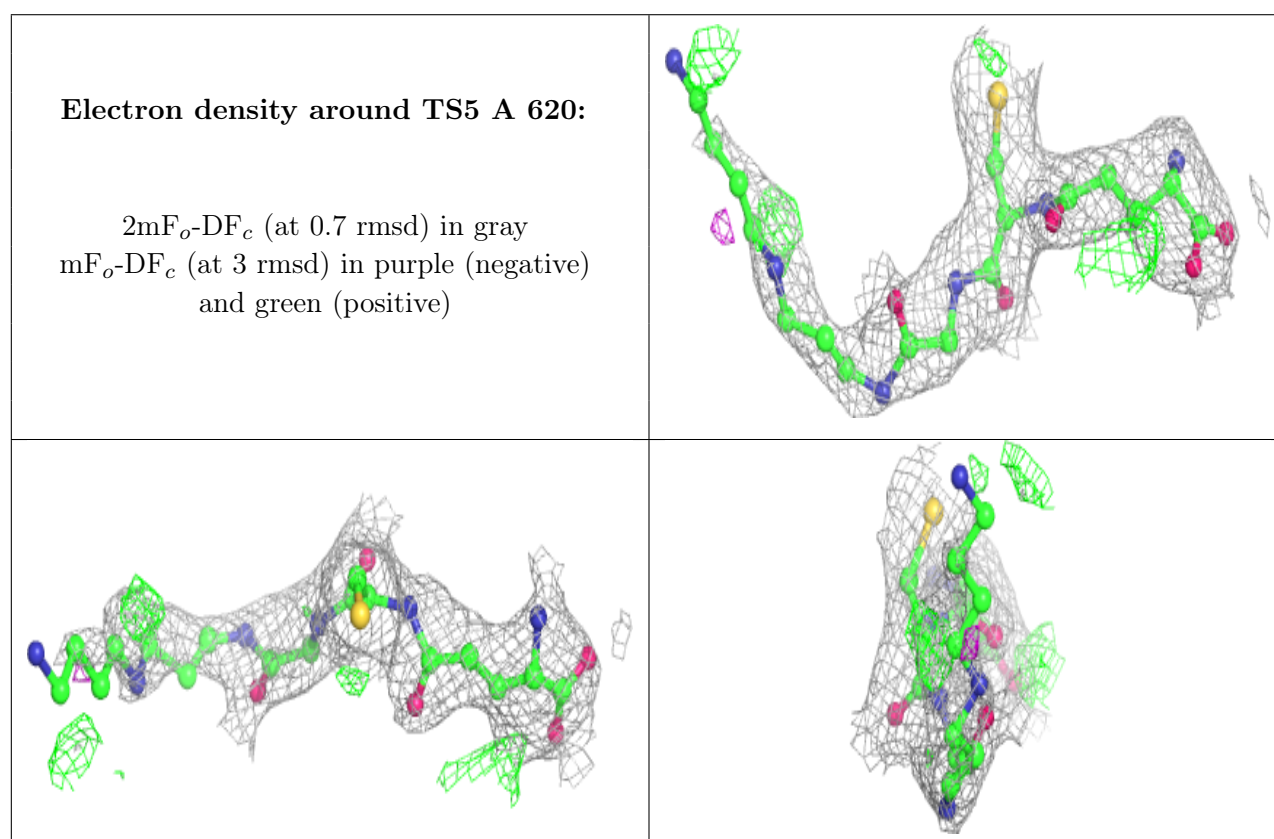 Electron density around TS5 A 620:
2mFo-DFc (at 0.7 rmsd) in gray
mFo-DFc (at 3 rmsd) in purple (negative)
and green (positive)